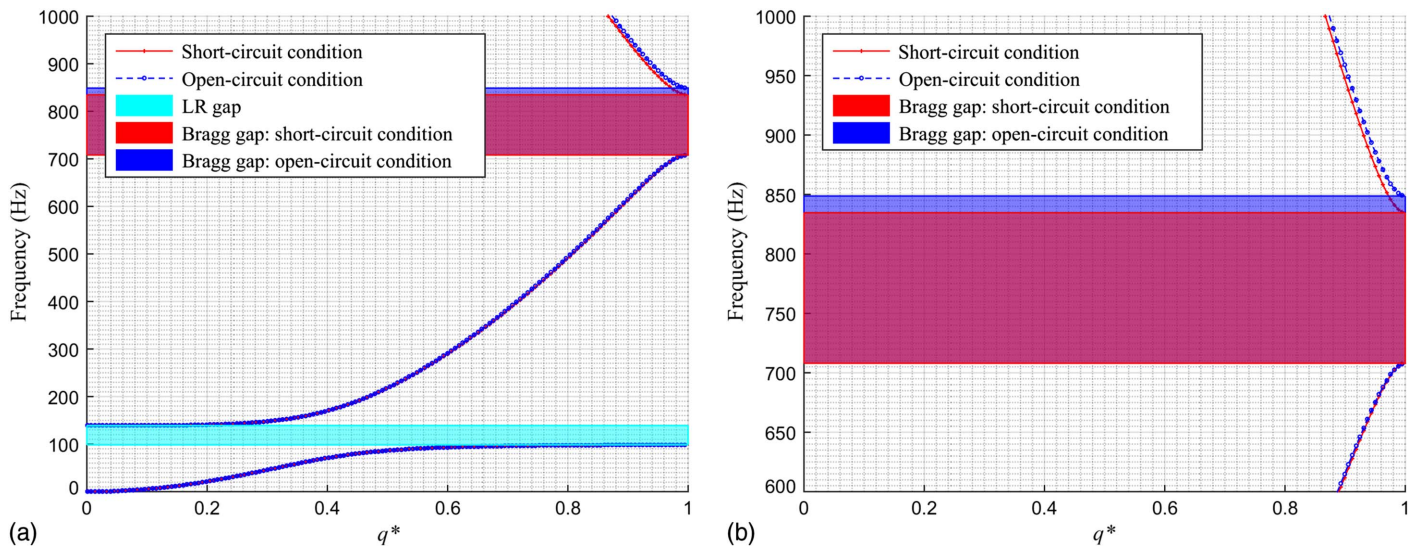 1000
900
800
700
600
500
400
300
200
100
0
Frequency (Hz)
Short-circuit condition
Open-circuit condition
LR gap
Bragg gap: short-circuit condition
Bragg gap: open-circuit condition
0 0.2 0.4 0.6 0.8 1
q*
(a)
1000
950
900
850
800
750
700
650
600
Frequency (Hz)
Short-circuit condition
Open-circuit condition
Bragg gap: short-circuit condition
Bragg gap: open-circuit condition
0 0.2 0.4 0.6 0.8 1
q*
(b)